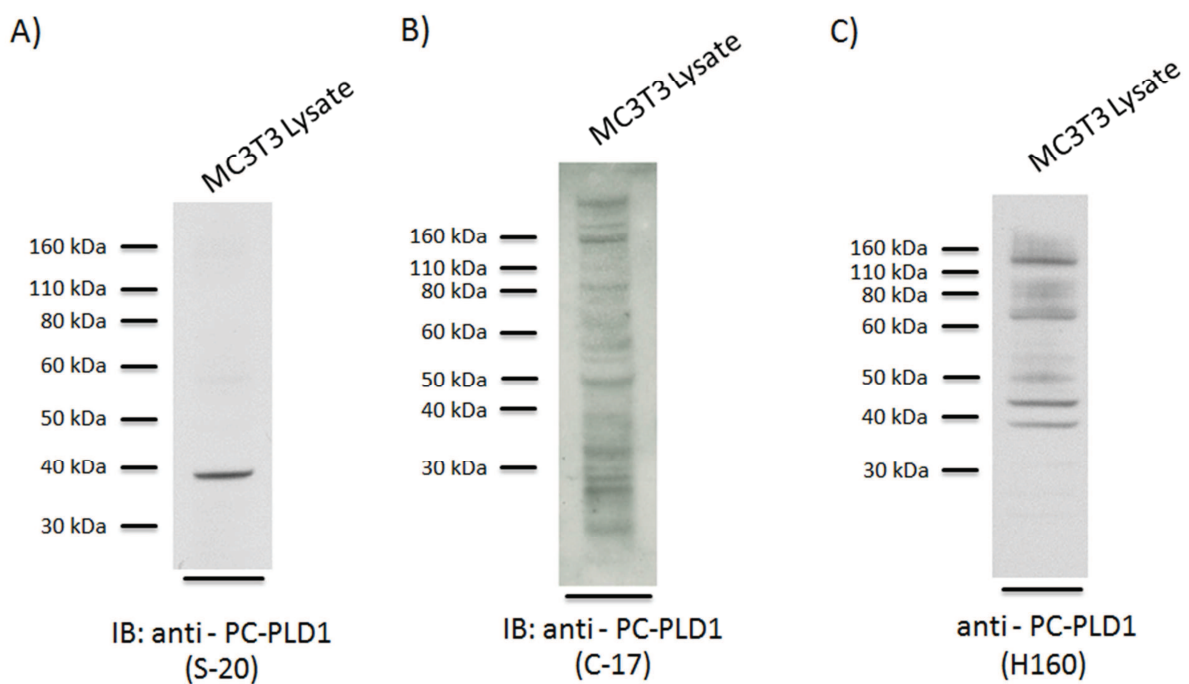 A)
MC3T3 Lysate
160 kDa
110 kDa
80 kDa
60 kDa
50 kDa
40 kDa
30 kDa
IB: anti - PC-PLD1
(S-20)
B)
MC3T3 Lysate
160 kDa
110 kDa
80 kDa
60 kDa
50 kDa
40 kDa
30 kDa
IB: anti - PC-PLD1
(C-17)
C)
MC3T3 Lysate
160 kDa
110 kDa
80 kDa
60 kDa
50 kDa
40 kDa
30 kDa
anti - PC-PLD1
(H160)